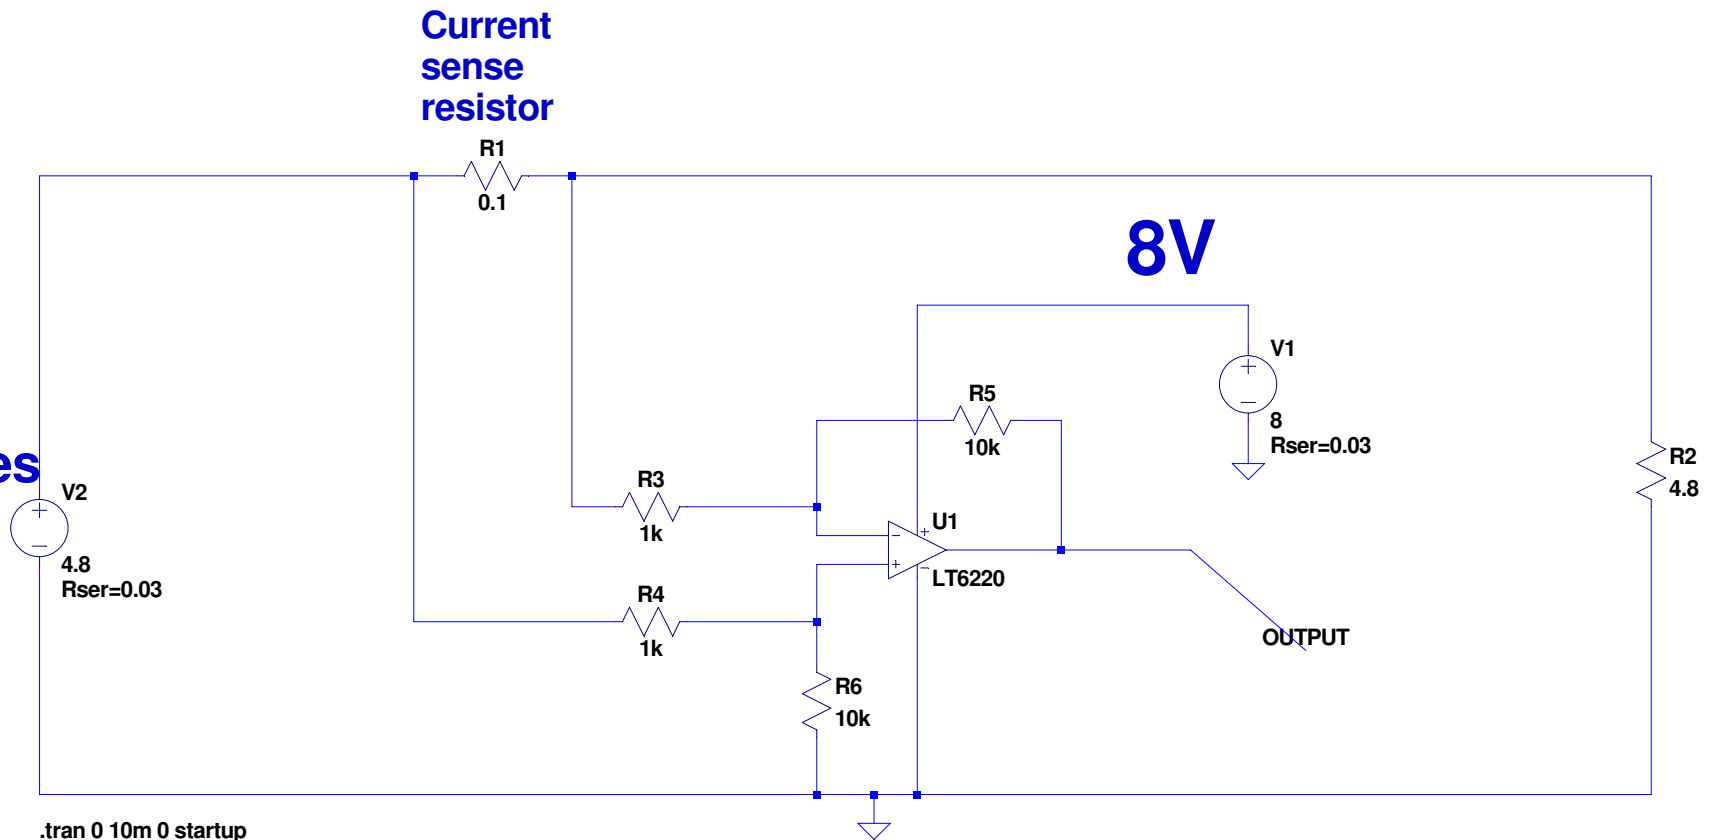 Current
sense
resistor
R1
0.1
8V
V1
8
Rser=0.03
R5
10k
R2
4.8
es
V2
4.8
Rser=0.03
R3
1k
U1
LT6220
R4
1k
OUTPUT
R6
10k
.tran 0 10m 0 startup